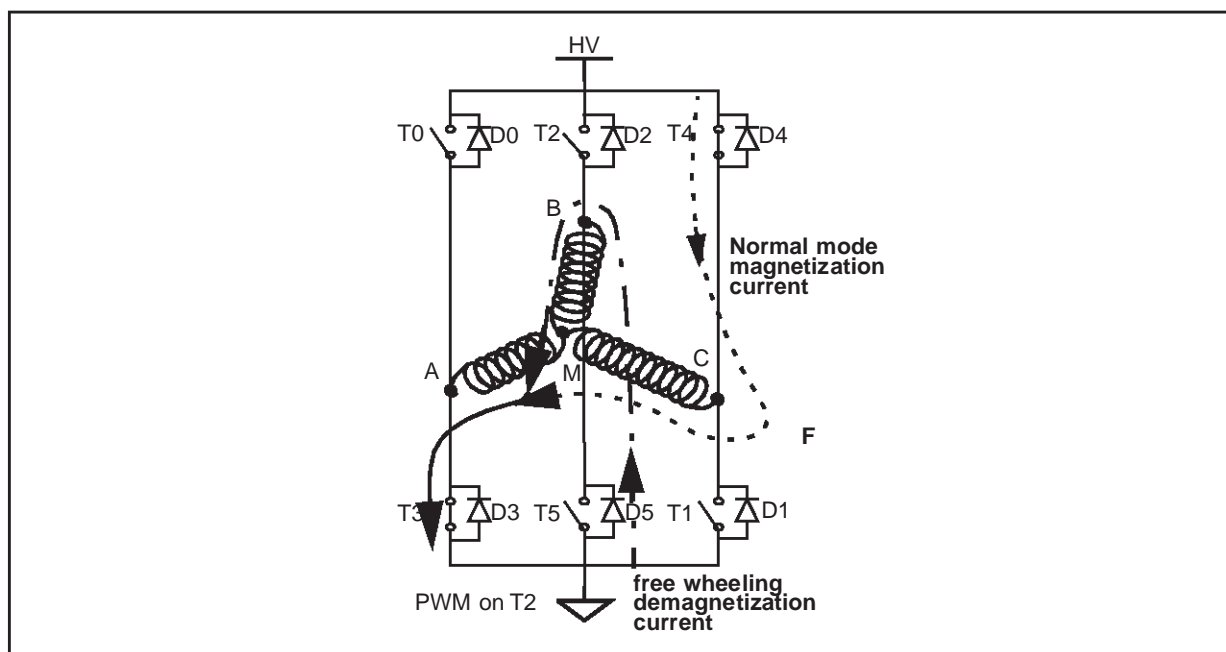 HV
T0 D0 T2 D2 T4 D4
B
Normal mode
magnetization
current
A M C
F
T3 D3 T5 D5 T1 D1
PWM on T2
free wheeling
demagnetization
current